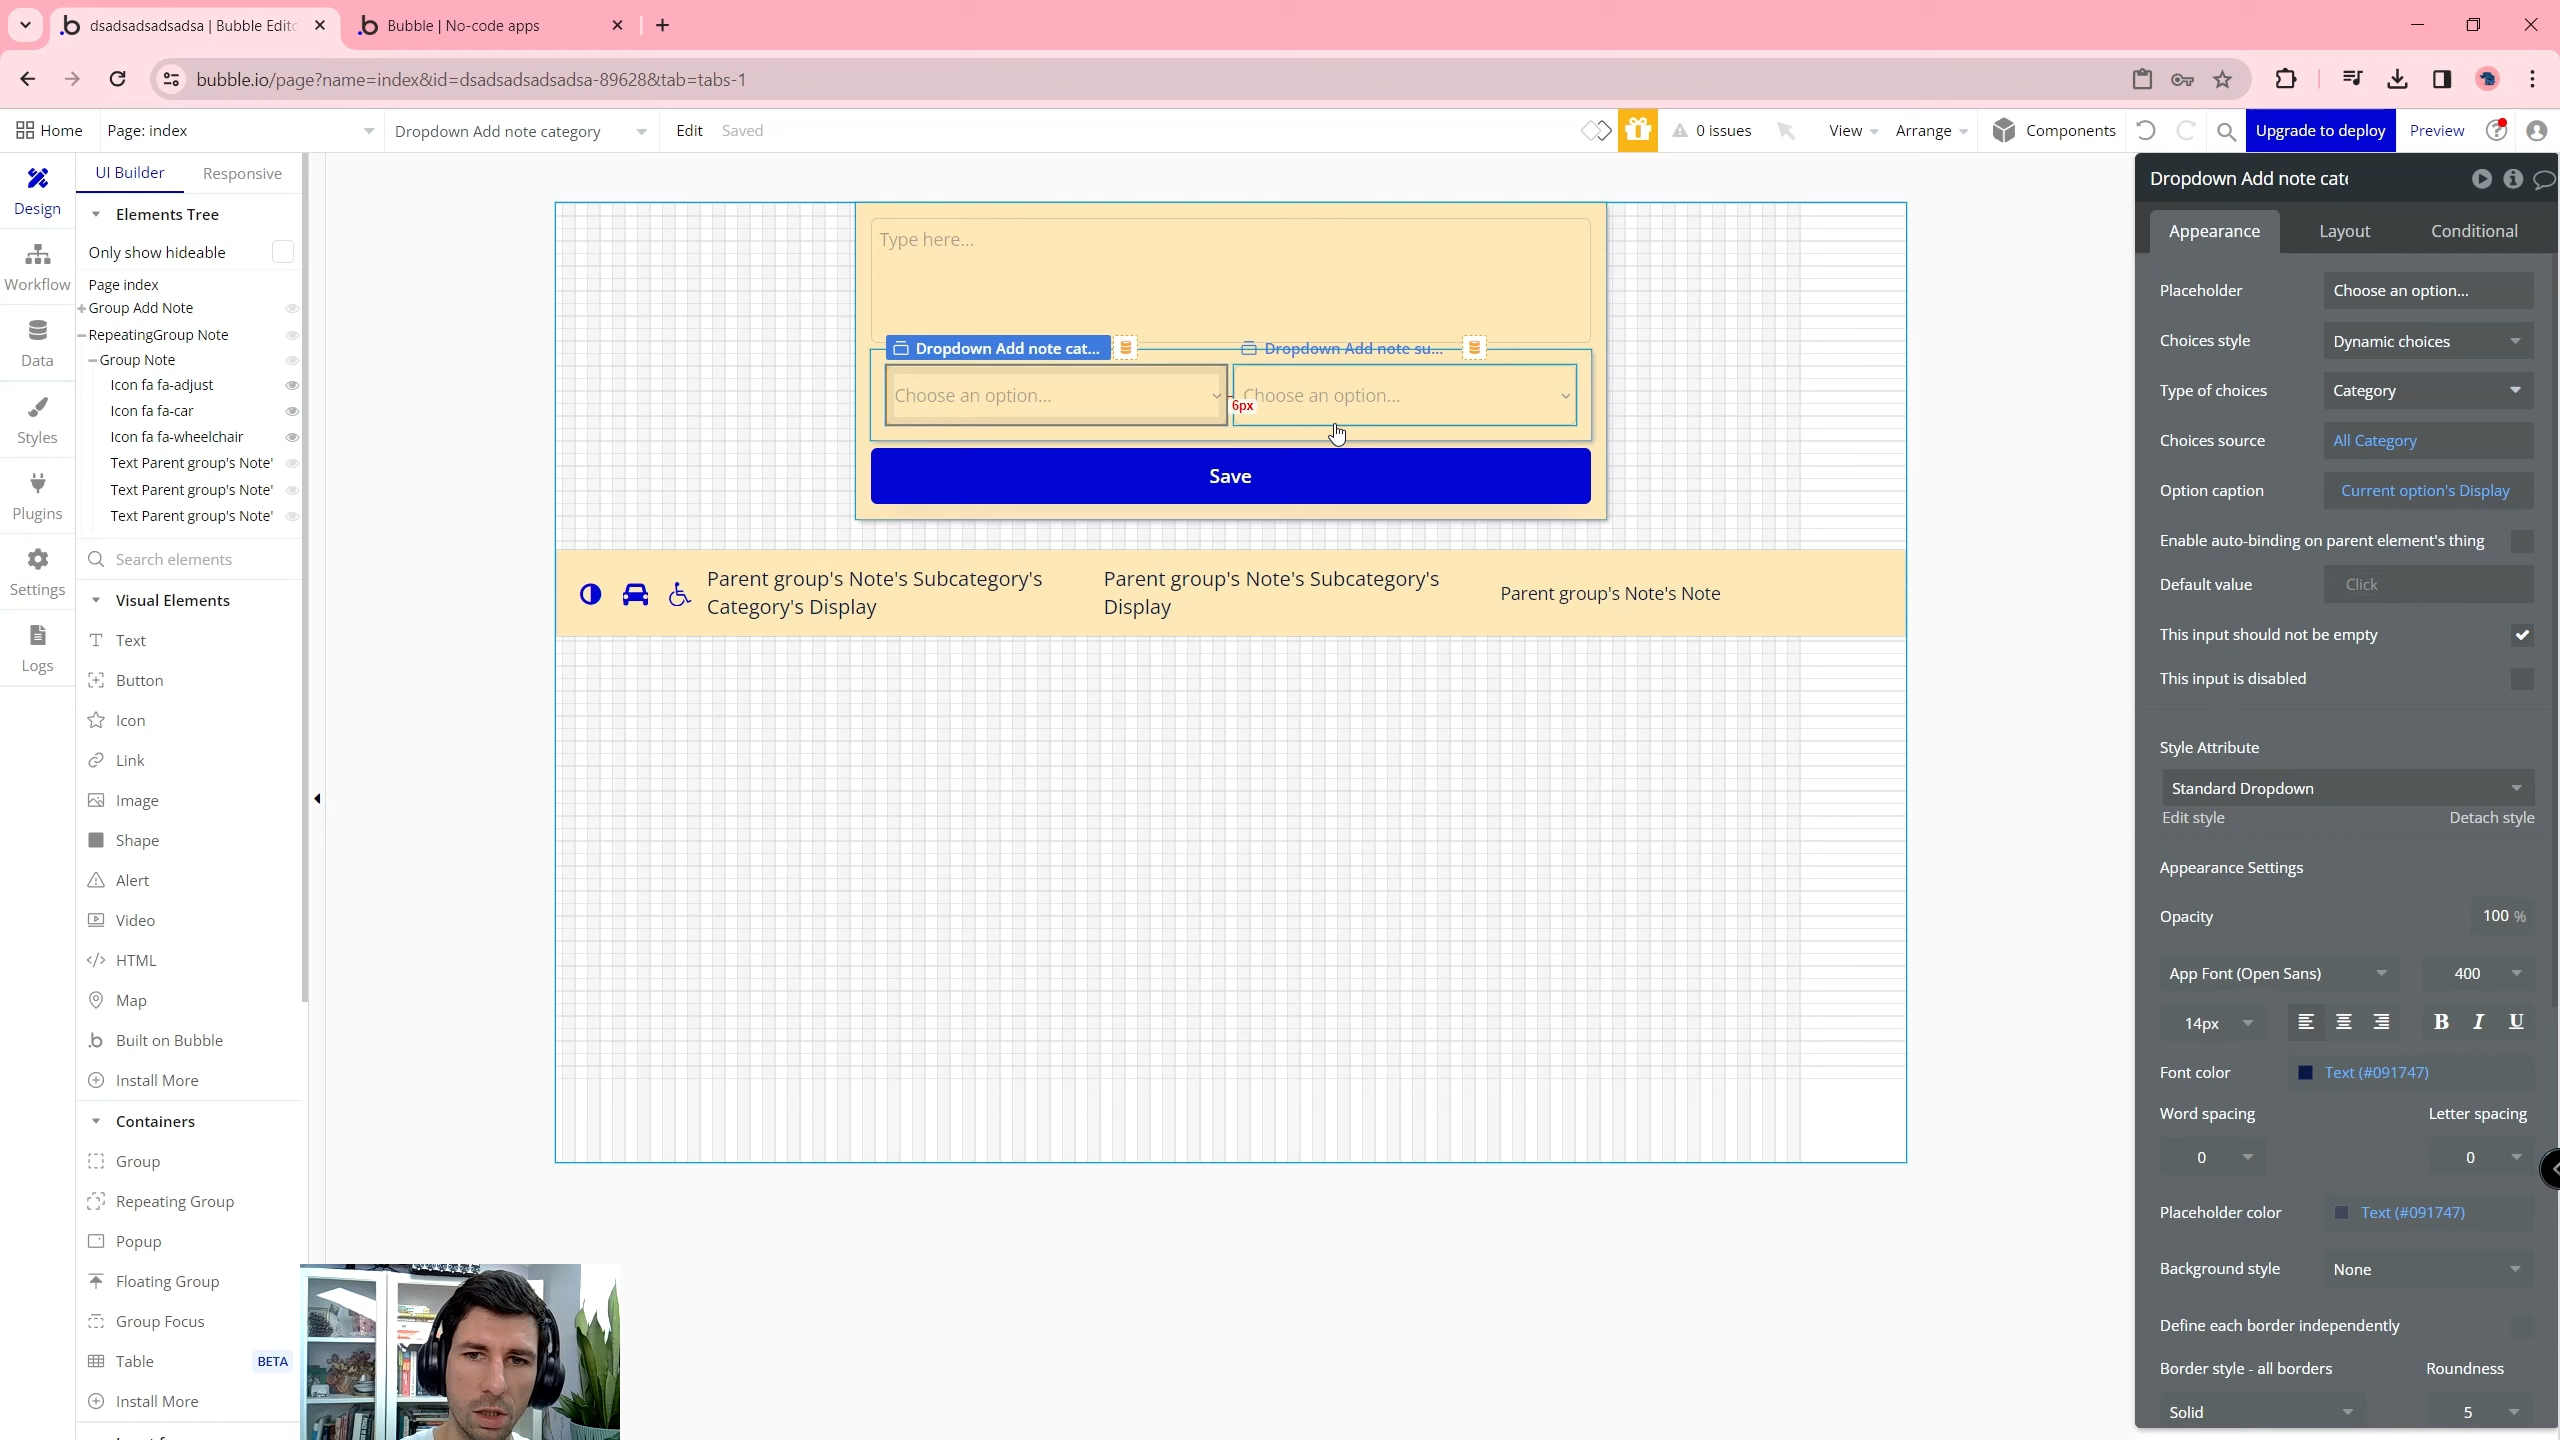 dsadsadsadsadsa | Bubble Edito
Bubble | No-code apps
bubble.io/page?name=index&id=dsadsadsadsadsa-89628&tab=tabs-1
Home
Page: index
Dropdown Add note category
Edit
Saved
0 issues
View
Arrange
Components
Upgrade to deploy
Preview
Design
Workflow
Data
Styles
Plugins
Settings
Logs
UI Builder
Responsive
Elements Tree
Only show hideable
Page index
Group Add Note
RepeatingGroup Note
Group Note
Icon fa fa-adjust
Icon fa fa-car
Icon fa fa-wheelchair
Text Parent group's Note'
Text Parent group's Note'
Text Parent group's Note'
Search elements
Visual Elements
Text
Button
Icon
Link
Image
Shape
Alert
Video
HTML
Map
Built on Bubble
Install More
Containers
Group
Repeating Group
Popup
Floating Group
Group Focus
Table
BETA
Install More
Type here...
Dropdown Add note cat...
Dropdown Add note su...
Choose an option...
6px
Choose an option...
Save
Parent group's Note's Subcategory's
Category's Display
Parent group's Note's Subcategory's
Display
Parent group's Note's Note
Dropdown Add note cate
Appearance
Layout
Conditional
Placeholder
Choose an option...
Choices style
Dynamic choices
Type of choices
Category
Choices source
All Category
Option caption
Current option's Display
Enable auto-binding on parent element's thing
Default value
Click
This input should not be empty
This input is disabled
Style Attribute
Standard Dropdown
Edit style
Detach style
Appearance Settings
Opacity
100 %
App Font (Open Sans)
400
14px
B I U
Font color
Text (#091747)
Word spacing
Letter spacing
0
0
Placeholder color
Text (#091747)
Background style
None
Define each border independently
Border style - all borders
Roundness
Solid
5